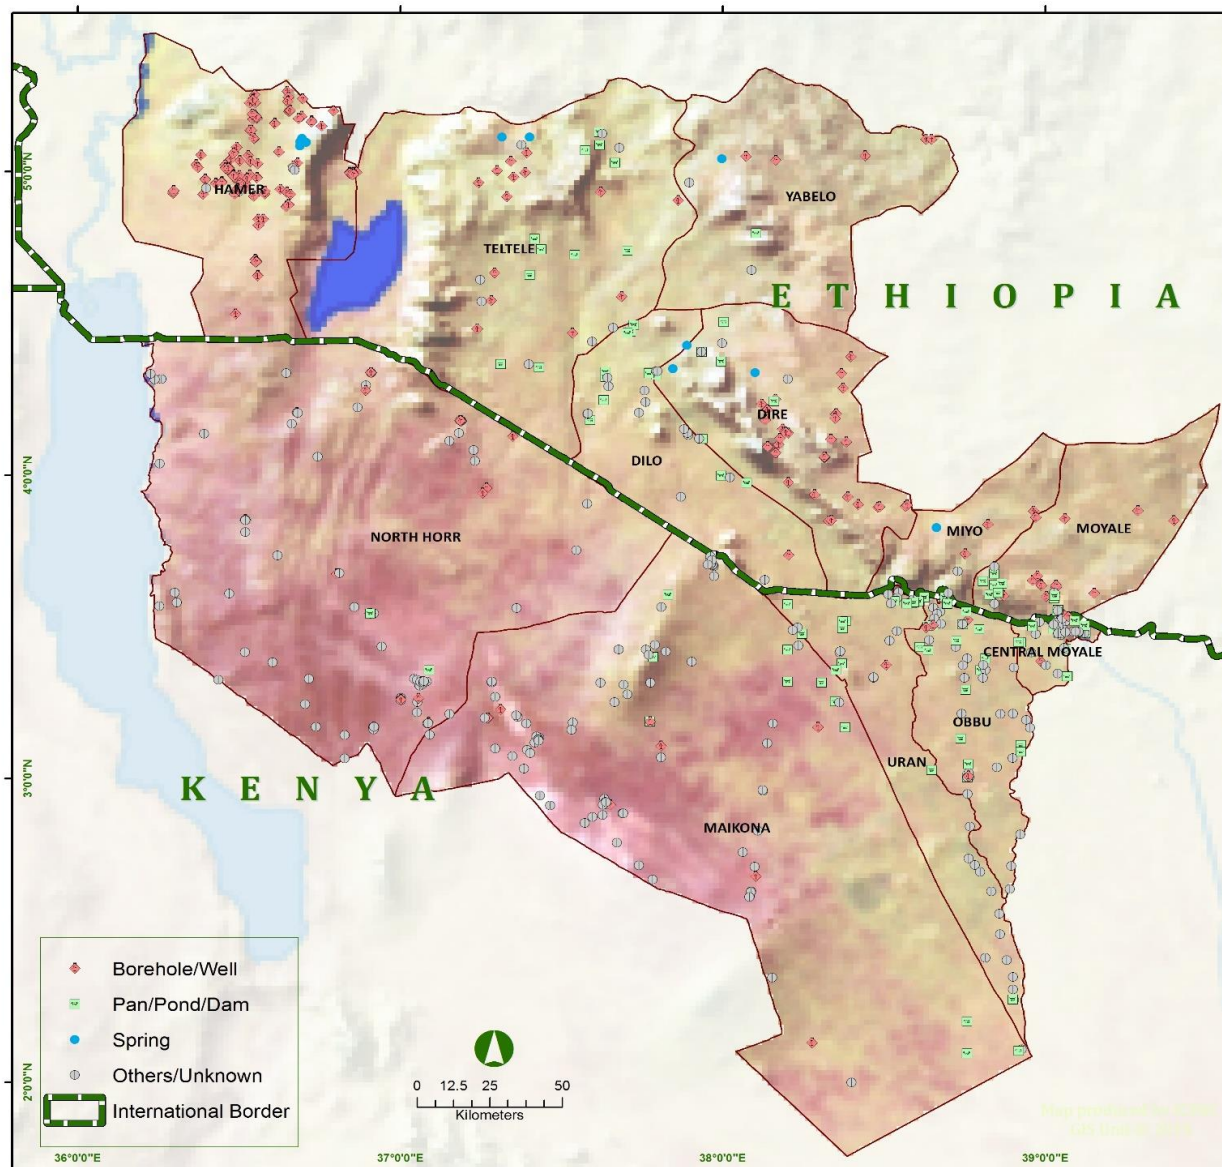 HAMER
TELTELE
YABELO
E T H I O P I A
DIRE
DILO
MIYO
MOYALE
NORTH HORR
CENTRAL MOYALE
OBBU
URAN
K E N Y A
MAIKONA
Borehole/Well
Pan/Pond/Dam
Spring
Others/Unknown
International Border
0 12.5 25 50
Kilometers
5°0'0"N
4°0'0"N
3°0'0"N
2°0'0"N
36°0'0"E
37°0'0"E
38°0'0"E
39°0'0"E